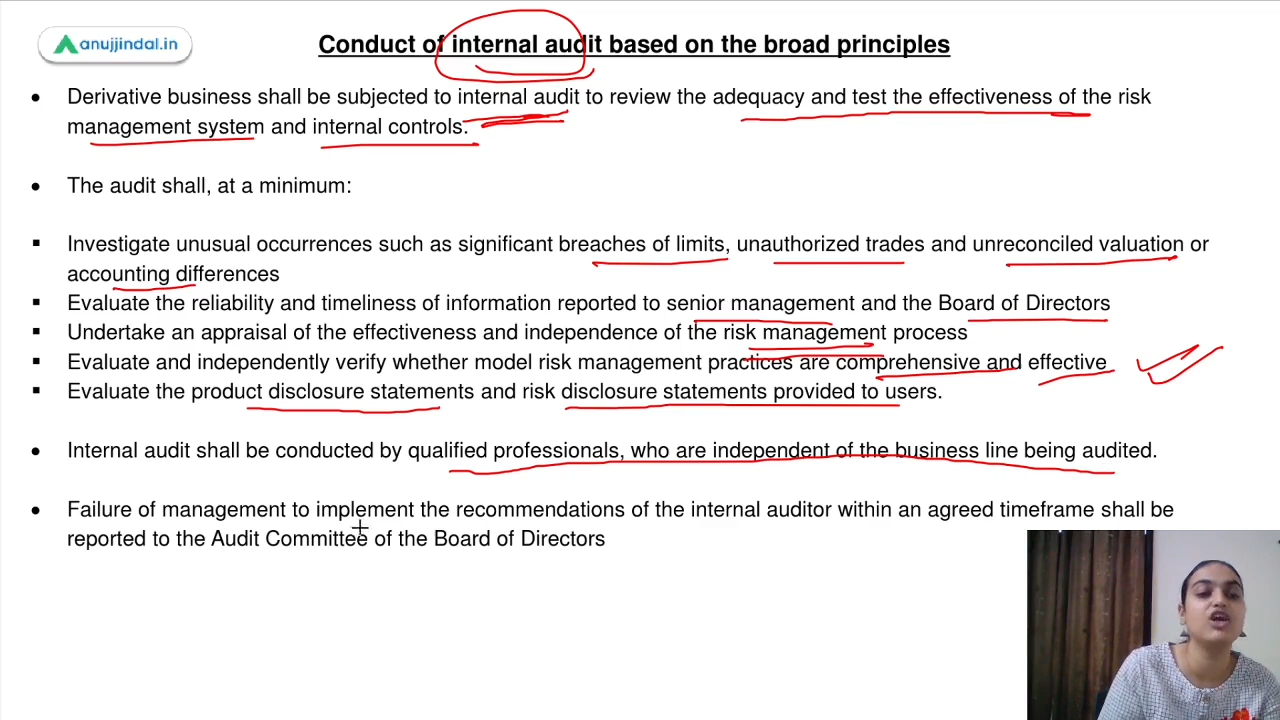 anujjindal.in
Conduct of internal audit based on the broad principles
• Derivative business shall be subjected to internal audit to review the adequacy and test the effectiveness of the risk
management system and internal controls.
• The audit shall, at a minimum:
▪ Investigate unusual occurrences such as significant breaches of limits, unauthorized trades and unreconciled valuation or
accounting differences
▪ Evaluate the reliability and timeliness of information reported to senior management and the Board of Directors
▪ Undertake an appraisal of the effectiveness and independence of the risk management process
▪ Evaluate and independently verify whether model risk management practices are comprehensive and effective
▪ Evaluate the product disclosure statements and risk disclosure statements provided to users.
• Internal audit shall be conducted by qualified professionals, who are independent of the business line being audited.
• Failure of management to implement the recommendations of the internal auditor within an agreed timeframe shall be
reported to the Audit Committee of the Board of Directors